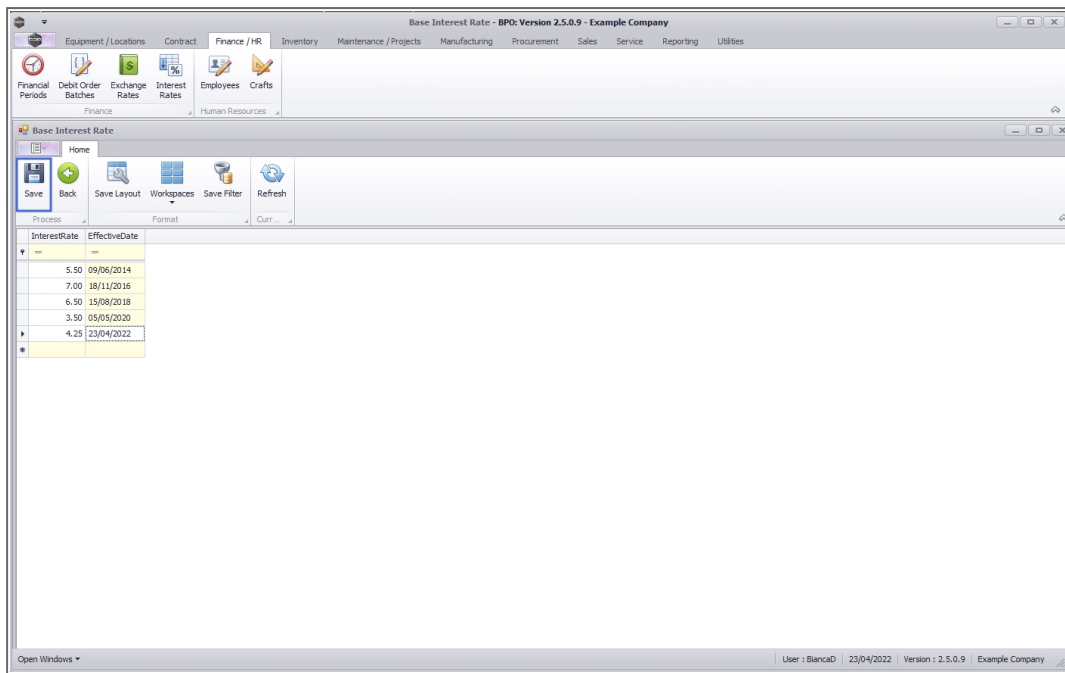 Base Interest Rate - BPO: Version 2.5.0.9 - Example Company
Equipment / Locations Contract Finance / HR Inventory Maintenance / Projects Manufacturing Procurement Sales Service Reporting Utilities
Financial Periods Debit Order Batches Exchange Rates Interest Rates Employees Crafts
Finance Human Resources
Base Interest Rate
Home
Save Back Save Layout Workspaces Save Filter Refresh
Process Format Curr...
InterestRate EffectiveDate
= =
5.50 09/06/2014
7.00 18/11/2016
6.50 15/08/2018
3.50 05/05/2020
4.25 23/04/2022
Open Windows User : BiancaD 23/04/2022 Version : 2.5.0.9 Example Company